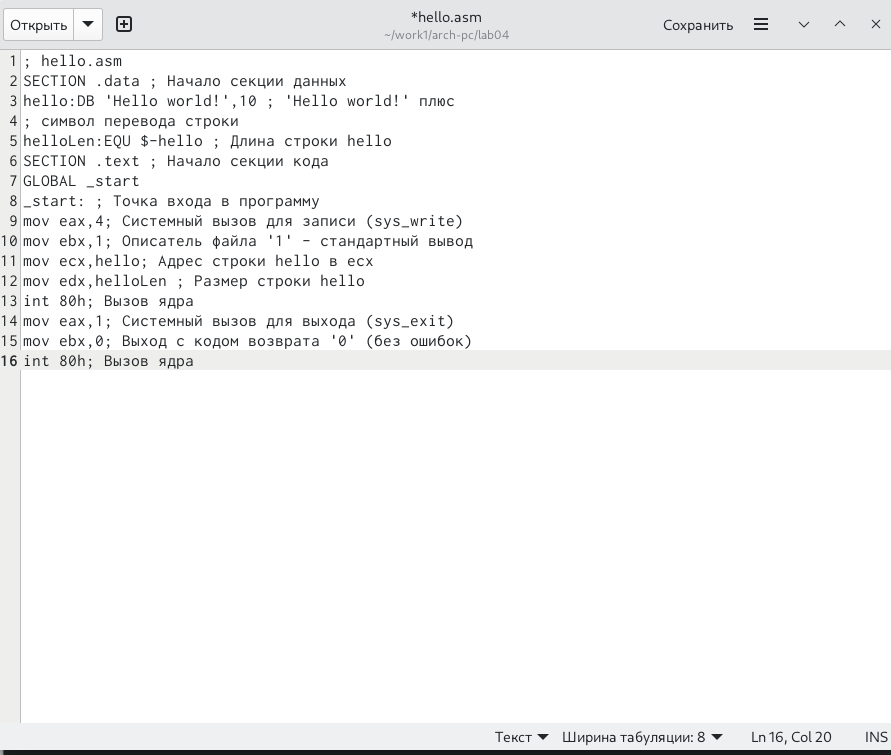 Открыть
*hello.asm
~/work1/arch-pc/lab04
Сохранить
1 ; hello.asm
2 SECTION .data ; Начало секции данных
3 hello:DB 'Hello world!',10 ; 'Hello world!' плюс
4 ; символ перевода строки
5 helloLen:EQU $-hello ; Длина строки hello
6 SECTION .text ; Начало секции кода
7 GLOBAL _start
8 _start: ; Точка входа в программу
9 mov eax,4; Системный вызов для записи (sys_write)
10 mov ebx,1; Описатель файла '1' - стандартный вывод
11 mov ecx,hello; Адрес строки hello в ecx
12 mov edx,helloLen ; Размер строки hello
13 int 80h; Вызов ядра
14 mov eax,1; Системный вызов для выхода (sys_exit)
15 mov ebx,0; Выход с кодом возврата '0' (без ошибок)
16 int 80h; Вызов ядра
Текст Ширина табуляции: 8 Ln 16, Col 20 INS